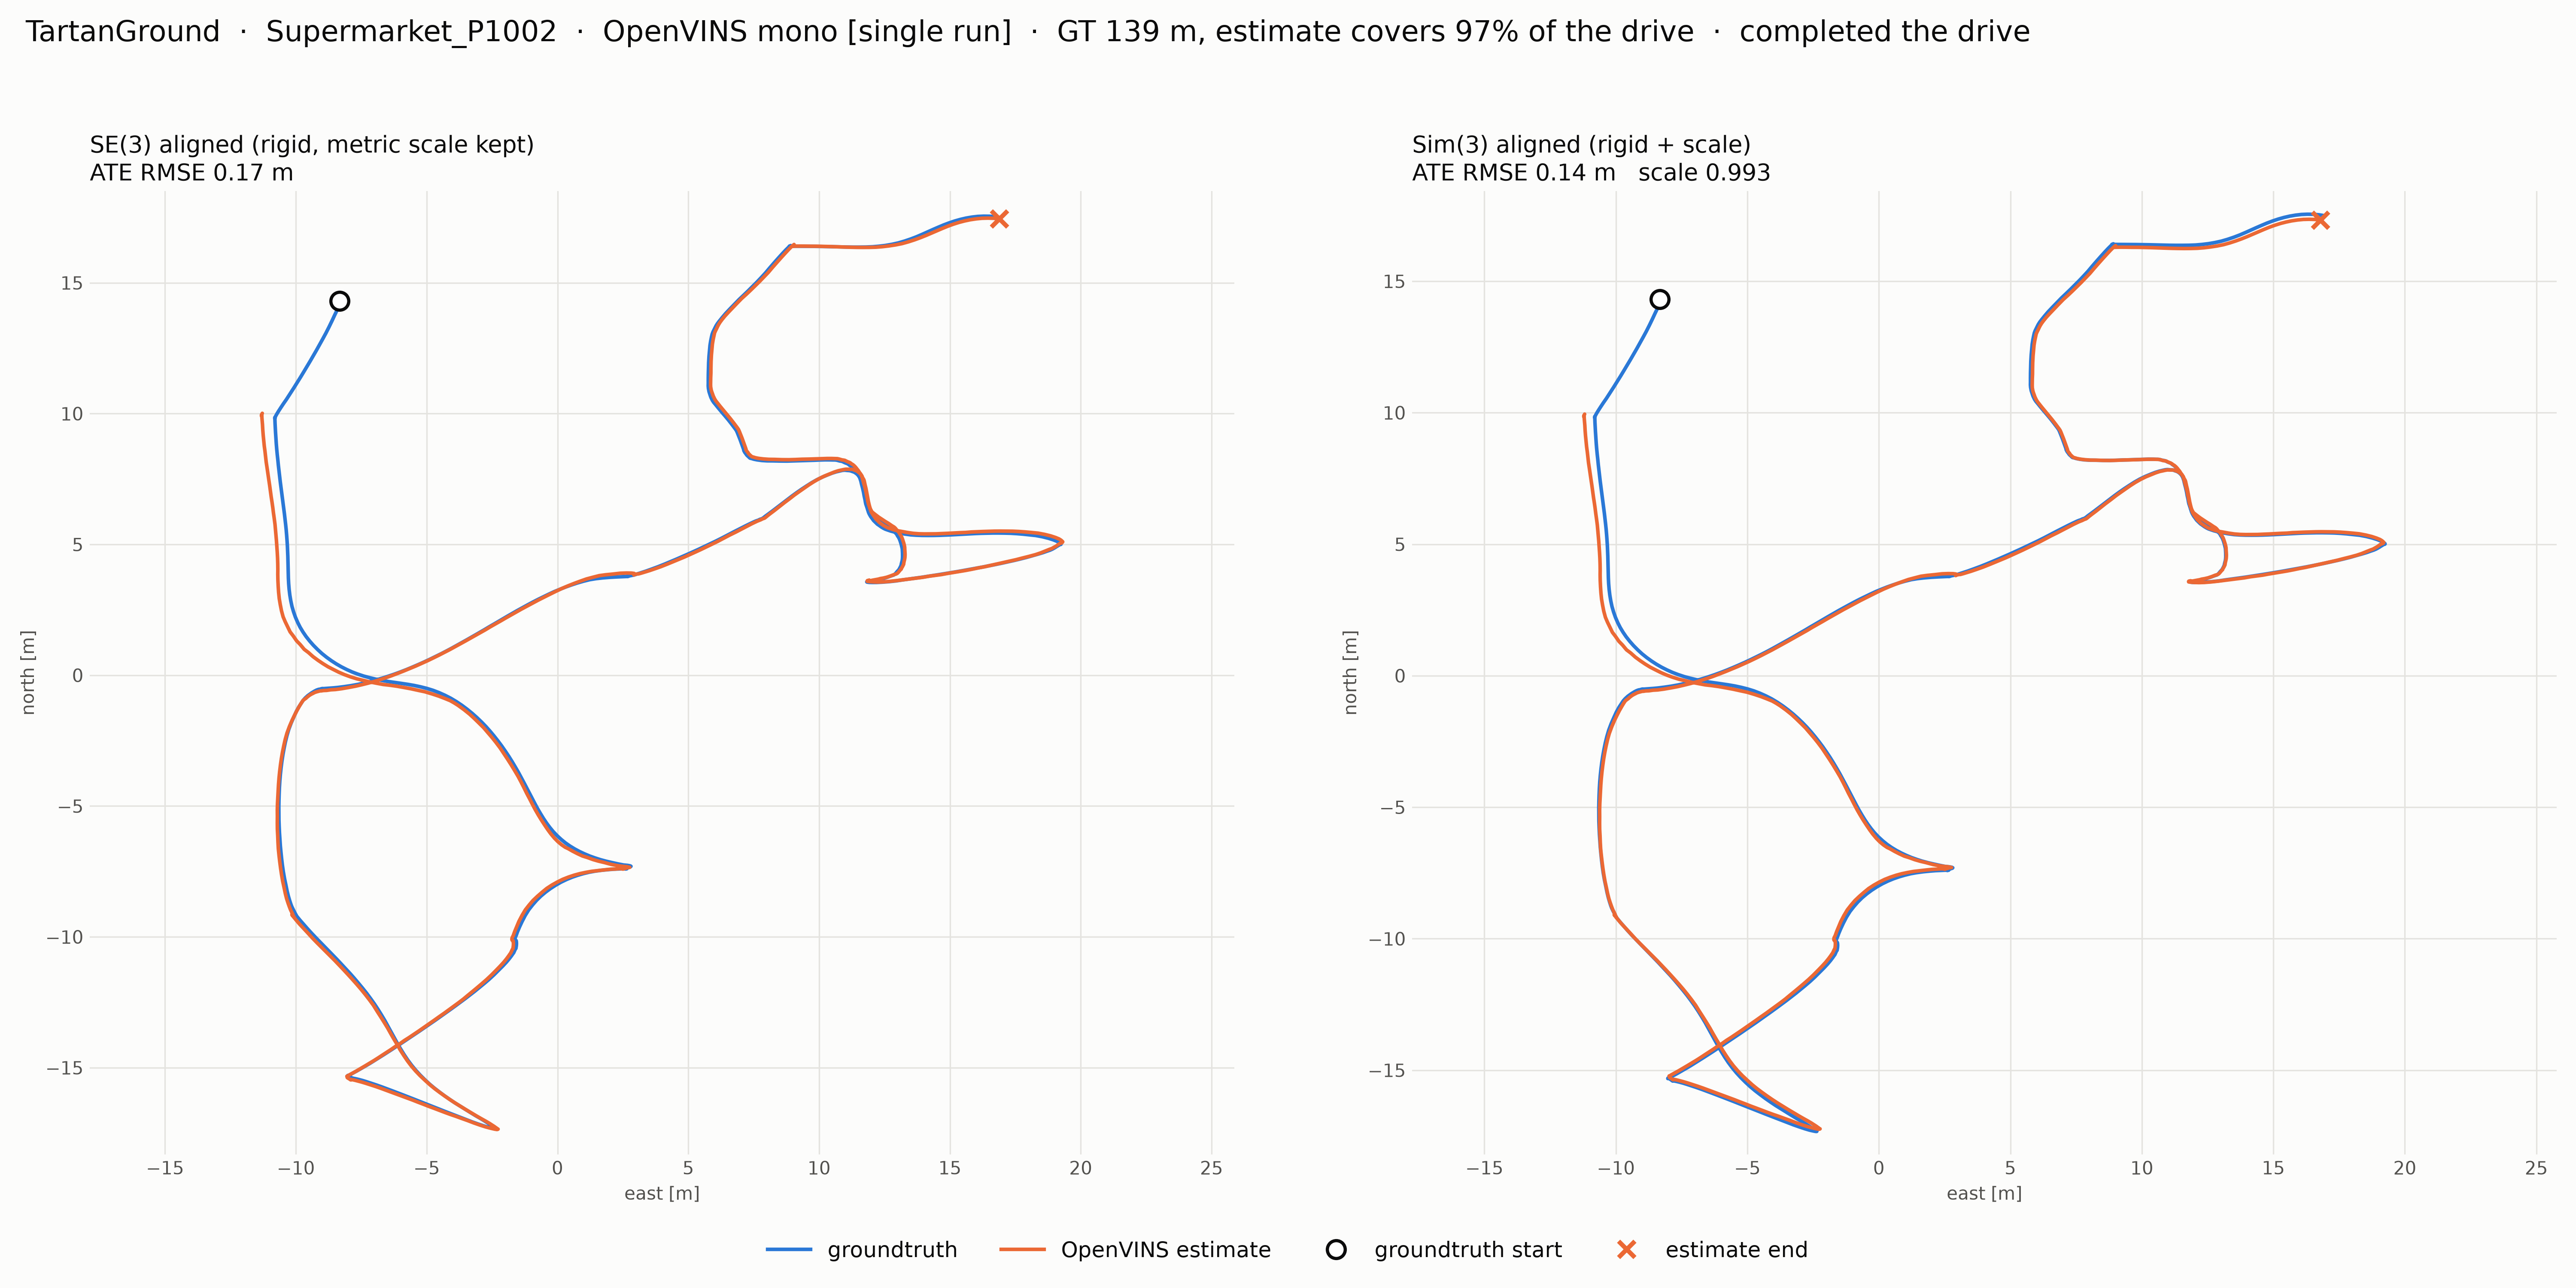 TartanGround · Supermarket_P1002 · OpenVINS mono [single run] · GT 139 m, estimate covers 97% of the drive · completed the drive
SE(3) aligned (rigid, metric scale kept)
ATE RMSE 0.17 m
15
10
5
0
−5
−10
−15
north [m]
−15 −10 −5 0 5 10 15 20 25
east [m]
Sim(3) aligned (rigid + scale)
ATE RMSE 0.14 m scale 0.993
15
10
5
0
−5
−10
−15
north [m]
−15 −10 −5 0 5 10 15 20 25
east [m]
groundtruth OpenVINS estimate groundtruth start estimate end